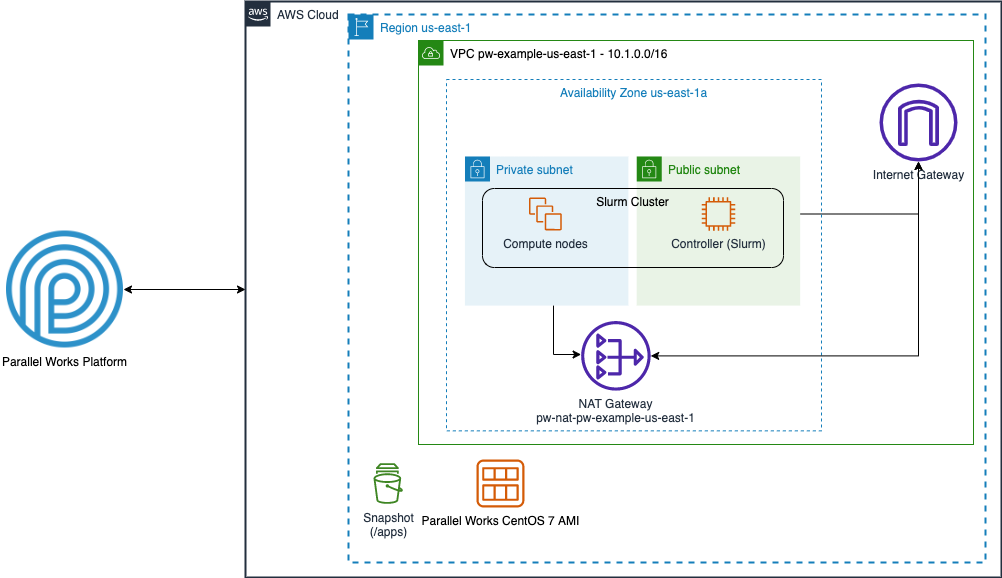 aws
AWS Cloud
Region us-east-1
VPC pw-example-us-east-1 - 10.1.0.0/16
Availability Zone us-east-1a
Internet Gateway
Private subnet
Public subnet
Slurm Cluster
Compute nodes
Controller (Slurm)
Parallel Works Platform
NAT Gateway
pw-nat-pw-example-us-east-1
Snapshot
(/apps)
Parallel Works CentOS 7 AMI